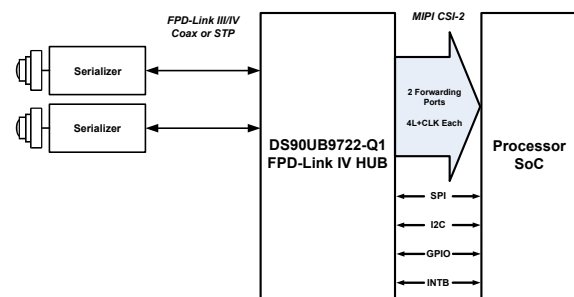 FPD-Link III/IV
Coax or STP
MIPI CSI-2
Serializer
Serializer
2 Forwarding
Ports
4L+CLK Each
DS90UB9722-Q1
FPD-Link IV HUB
Processor
SoC
SPI
I2C
GPIO
INTB